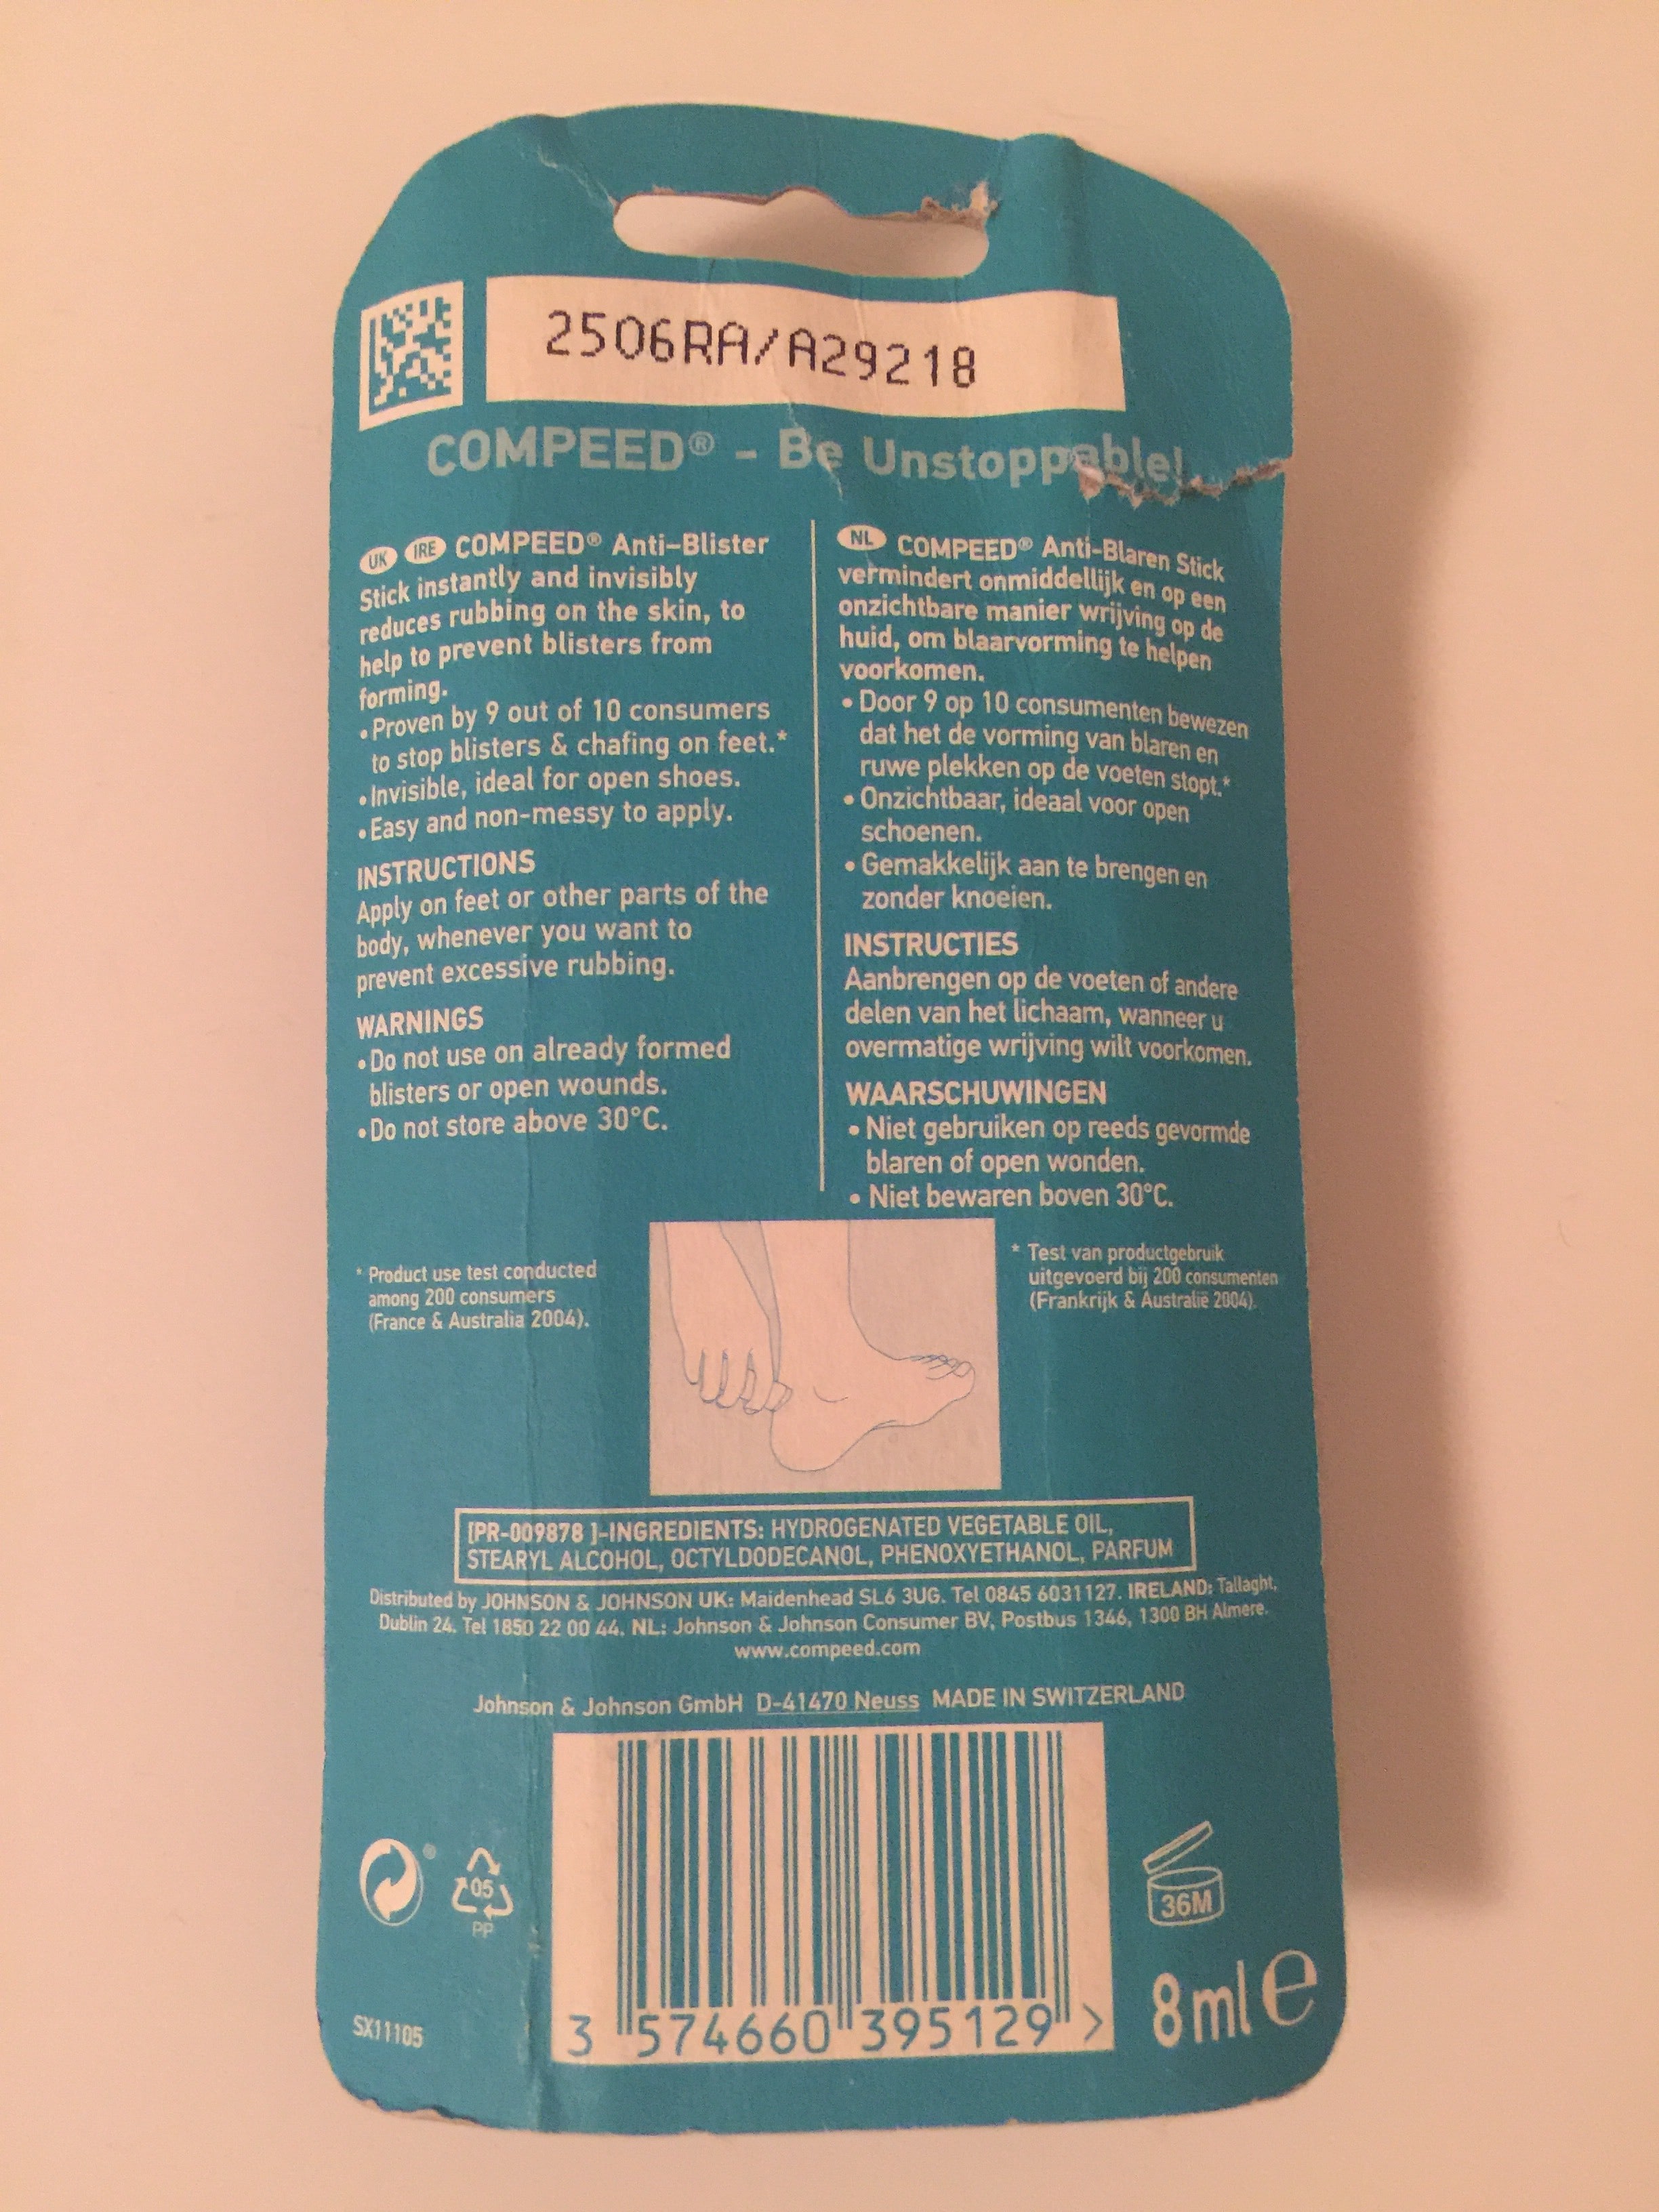 2506RA/A29218
COMPEED® - Be Unstoppable!
UK IRE COMPEED® Anti-Blister
Stick instantly and invisibly
reduces rubbing on the skin, to
help to prevent blisters from
forming.
• Proven by 9 out of 10 consumers
to stop blisters & chafing on feet.*
• Invisible, ideal for open shoes.
• Easy and non-messy to apply.
INSTRUCTIONS
Apply on feet or other parts of the
body, whenever you want to
prevent excessive rubbing.
WARNINGS
• Do not use on already formed
blisters or open wounds.
• Do not store above 30°C.
* Product use test conducted
among 200 consumers
(France & Australia 2004).
NL COMPEED® Anti-Blaren Stick
vermindert onmiddellijk en op een
onzichtbare manier wrijving op de
huid, om blaarvorming te helpen
voorkomen.
• Door 9 op 10 consumenten bewezen
dat het de vorming van blaren en
ruwe plekken op de voeten stopt.*
• Onzichtbaar, ideaal voor open
schoenen.
• Gemakkelijk aan te brengen en
zonder knoeien.
INSTRUCTIES
Aanbrengen op de voeten of andere
delen van het lichaam, wanneer u
overmatige wrijving wilt voorkomen.
WAARSCHUWINGEN
• Niet gebruiken op reeds gevormde
blaren of open wonden.
• Niet bewaren boven 30°C.
* Test van productgebruik
uitgevoerd bij 200 consumenten
(Frankrijk & Australië 2004).
[PR-009878 ]-INGREDIENTS: HYDROGENATED VEGETABLE OIL,
STEARYL ALCOHOL, OCTYLDODECANOL, PHENOXYETHANOL, PARFUM
Distributed by JOHNSON & JOHNSON UK: Maidenhead SL6 3UG. Tel 0845 6031127. IRELAND: Tallaght,
Dublin 24. Tel 1850 22 00 44. NL: Johnson & Johnson Consumer BV, Postbus 1346, 1300 BH Almere.
www.compeed.com
Johnson & Johnson GmbH D-41470 Neuss MADE IN SWITZERLAND
®
05
PP
36M
SX11105
3 574660 395129 >
8 ml e